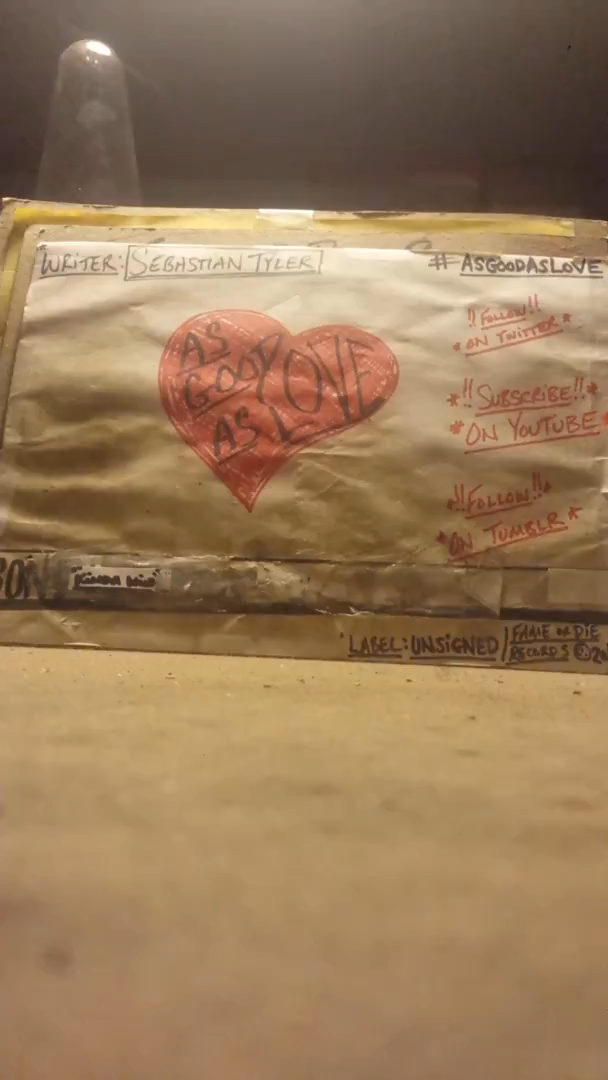 WRITER: SEBASTIAN TYLER
# ASGOODASLOVE
AS
GOOD
AS LOVE
!!FOLLOW!!
* ON TWITTER *
*!!SUBSCRIBE!!*
*ON YOUTUBE*
*!!FOLLOW!!*
*ON TUMBLR*
LABEL: UNSIGNED / FAME OR DIE
RECORDS ©20